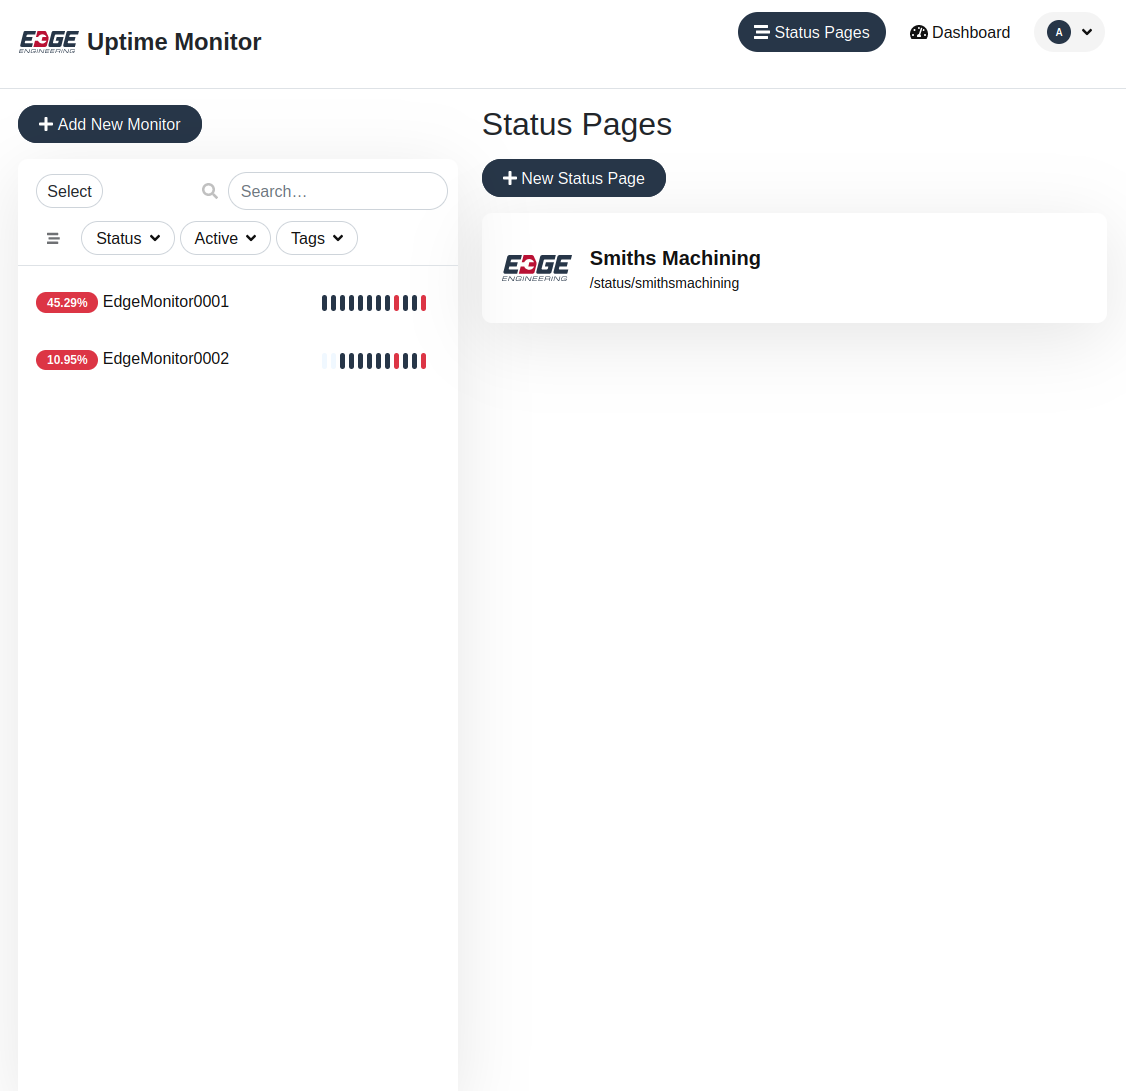 EDGE
ENGINEERING
Uptime Monitor
Status Pages
Dashboard
A
Add New Monitor
Select
Search…
Status
Active
Tags
45.29% EdgeMonitor0001
10.95% EdgeMonitor0002
Status Pages
New Status Page
EDGE
ENGINEERING
Smiths Machining
/status/smithsmachining